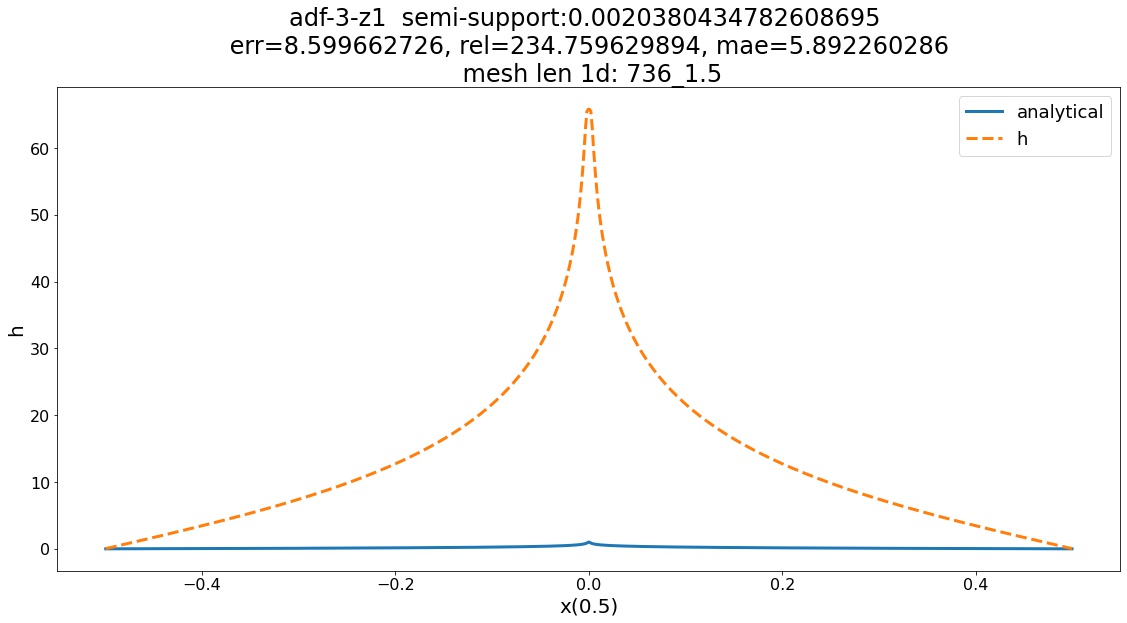 adf-3-z1  semi-support:0.0020380434782608695
err=8.599662726, rel=234.759629894, mae=5.892260286
mesh len 1d: 736_1.5
analytical
h
60
50
40
30
20
10
0
h
−0.4
−0.2
0.0
0.2
0.4
x(0.5)